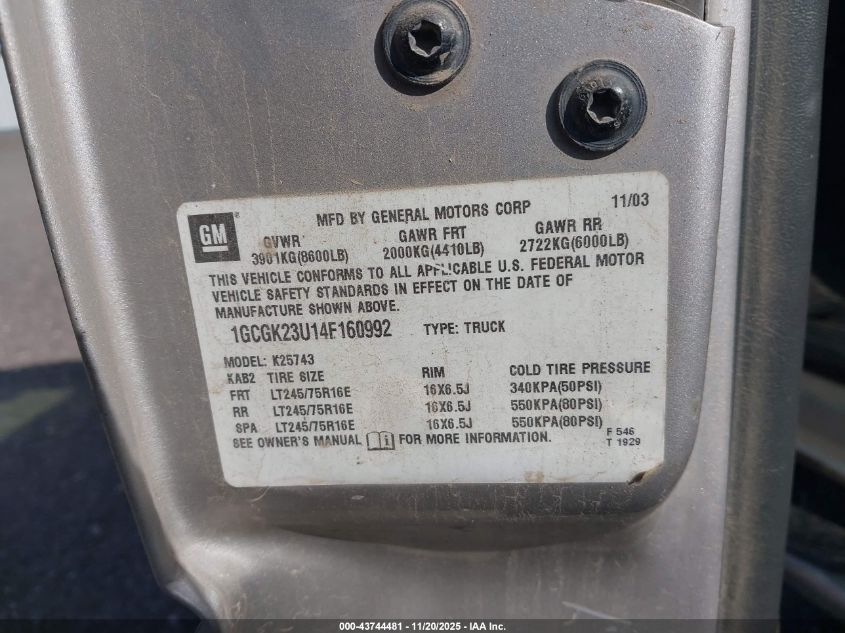 MFD BY GENERAL MOTORS CORP 11/03
GM
GVWR GAWR FRT GAWR RR
3901KG(8600LB) 2000KG(4410LB) 2722KG(6000LB)
THIS VEHICLE CONFORMS TO ALL APPLICABLE U.S. FEDERAL MOTOR
VEHICLE SAFETY STANDARDS IN EFFECT ON THE DATE OF
MANUFACTURE SHOWN ABOVE.
1GCGK23U14F160992 TYPE: TRUCK
MODEL: K25743
KAB2 TIRE SIZE RIM COLD TIRE PRESSURE
FRT LT245/75R16E 16X6.5J 340KPA(50PSI)
RR LT245/75R16E 16X6.5J 550KPA(80PSI)
SPA LT245/75R16E 16X6.5J 550KPA(80PSI)
SEE OWNER'S MANUAL FOR MORE INFORMATION.
F 546
T 1929
000-43744481 - 11/20/2025 - IAA Inc.